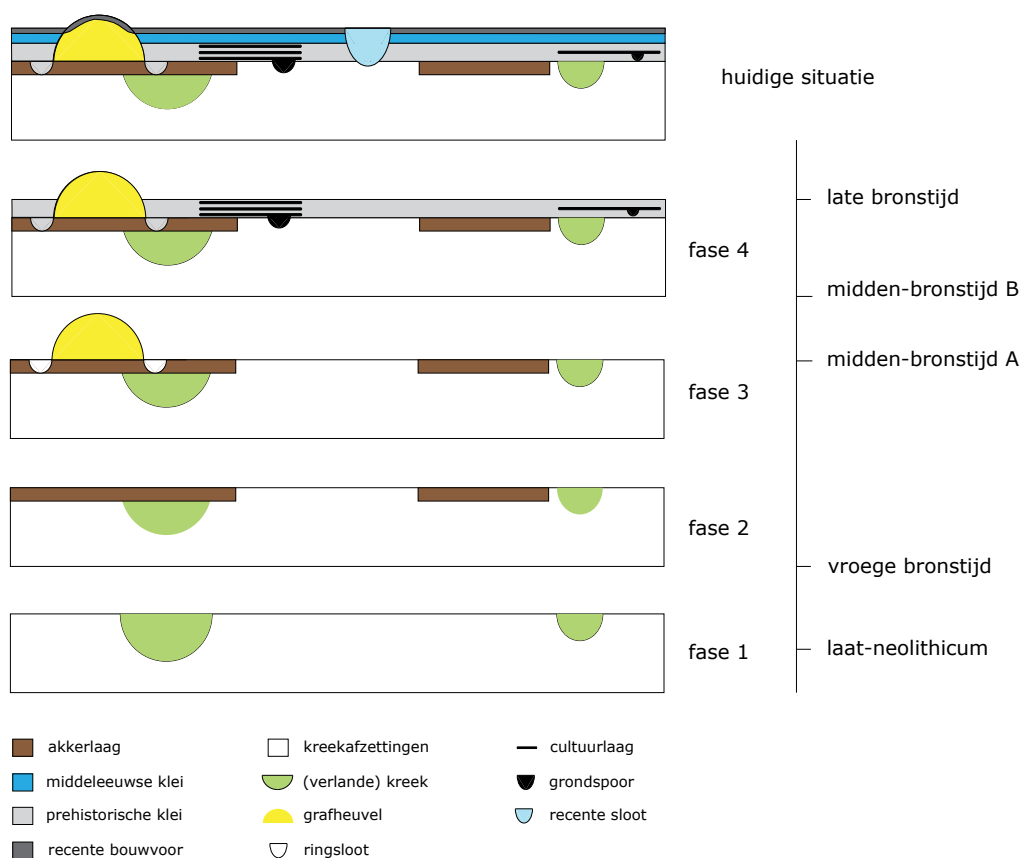 huidige situatie
late bronstijd
fase 4
midden-bronstijd B
midden-bronstijd A
fase 3
fase 2
vroege bronstijd
fase 1
laat-neolithicum
akkerlaag
kreekafzettingen
cultuurlaag
middeleeuwse klei
(verlande) kreek
grondspoor
prehistorische klei
grafheuvel
recente sloot
recente bouwvoor
ringsloot